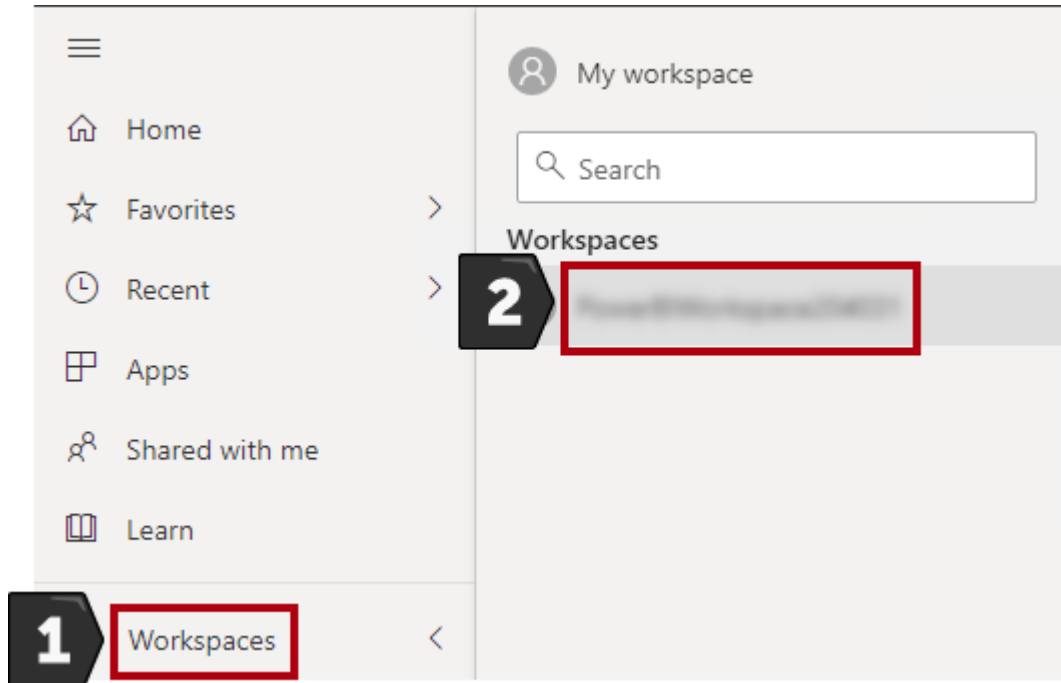 Home
Favorites
Recent
Apps
Shared with me
Learn
1
Workspaces
My workspace
Search
Workspaces
2